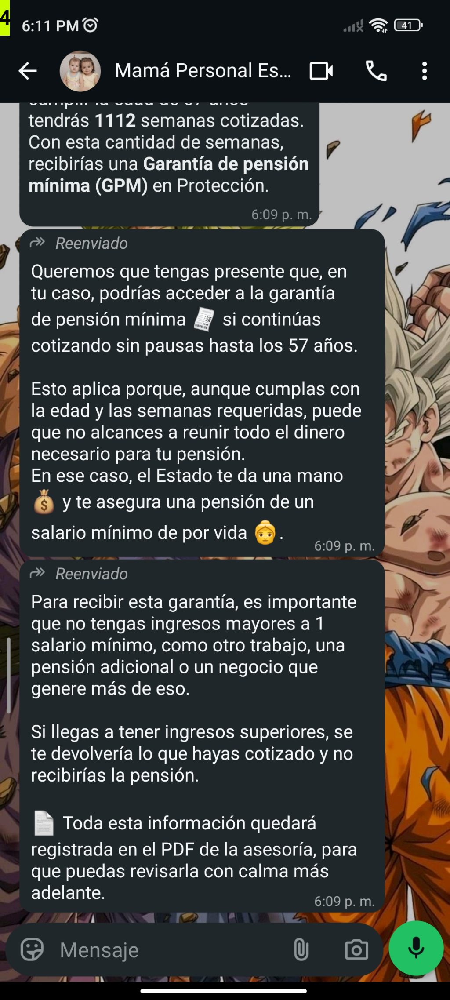 4
6:11 PM
41
Mamá Personal Es...
cumplir la edad de 57 años
tendrás 1112 semanas cotizadas.
Con esta cantidad de semanas,
recibirías una Garantía de pensión
mínima (GPM) en Protección.
6:09 p. m.
Reenviado
Queremos que tengas presente que, en
tu caso, podrías acceder a la garantía
de pensión mínima si continúas
cotizando sin pausas hasta los 57 años.
Esto aplica porque, aunque cumplas con
la edad y las semanas requeridas, puede
que no alcances a reunir todo el dinero
necesario para tu pensión.
En ese caso, el Estado te da una mano
y te asegura una pensión de un
salario mínimo de por vida .
6:09 p. m.
Reenviado
Para recibir esta garantía, es importante
que no tengas ingresos mayores a 1
salario mínimo, como otro trabajo, una
pensión adicional o un negocio que
genere más de eso.
Si llegas a tener ingresos superiores, se
te devolvería lo que hayas cotizado y no
recibirías la pensión.
Toda esta información quedará
registrada en el PDF de la asesoría, para
que puedas revisarla con calma más
adelante.
6:09 p. m.
Mensaje